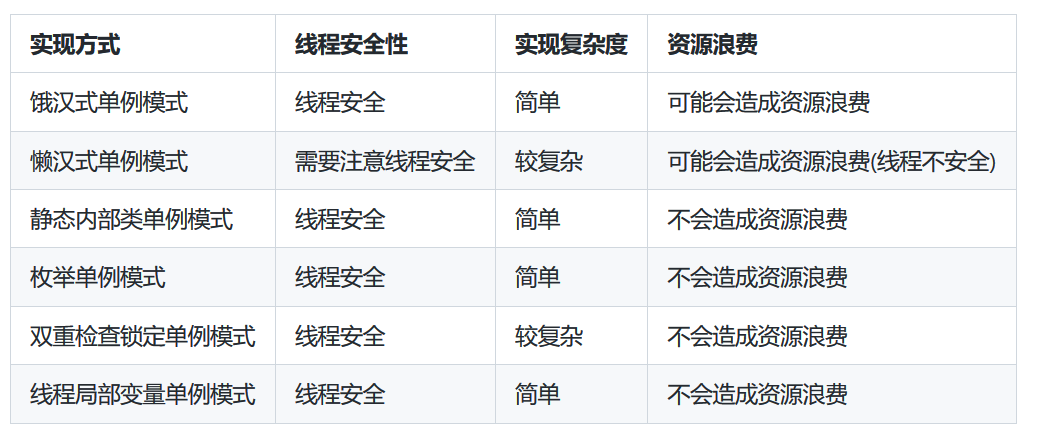 实现方式 线程安全性 实现复杂度 资源浪费
饿汉式单例模式 线程安全 简单 可能会造成资源浪费
懒汉式单例模式 需要注意线程安全 较复杂 可能会造成资源浪费(线程不安全)
静态内部类单例模式 线程安全 简单 不会造成资源浪费
枚举单例模式 线程安全 简单 不会造成资源浪费
双重检查锁定单例模式 线程安全 较复杂 不会造成资源浪费
线程局部变量单例模式 线程安全 简单 不会造成资源浪费